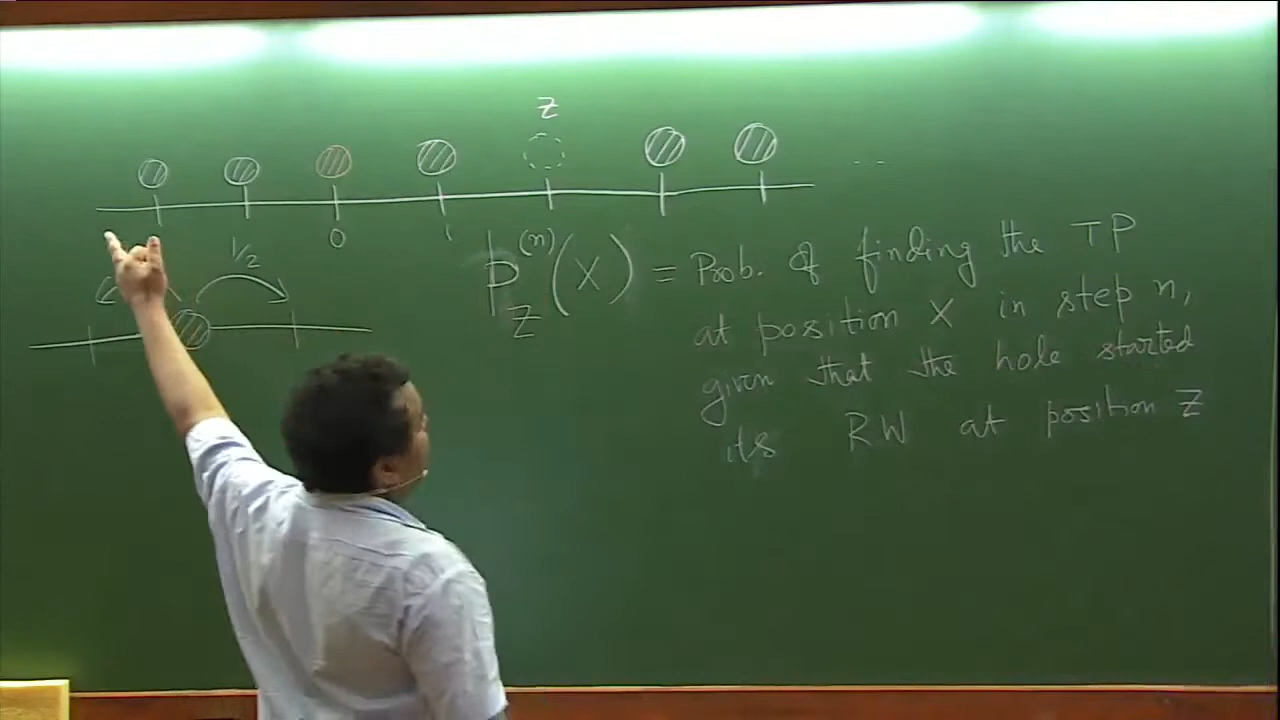 Z
...
0 1
1/2
P_Z^(n)(X) = Prob. of finding the TP
at position X in step n,
given that the hole started
its RW at position Z